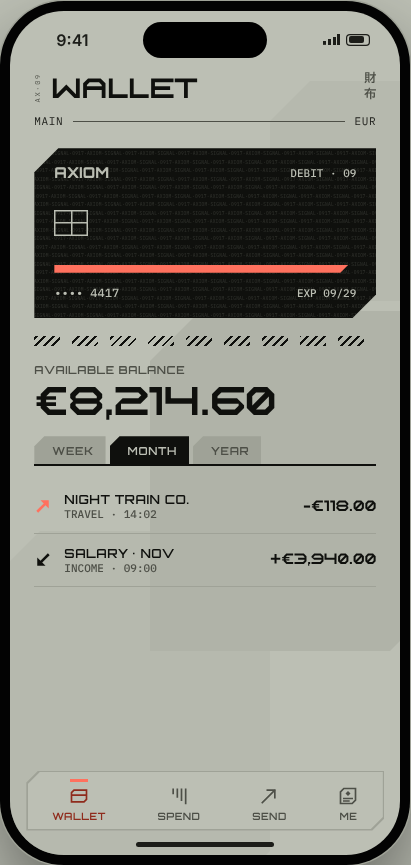 9:41
AX·09
WALLET
財布
MAIN
EUR
AXIOM
DEBIT · 09
•••• 4417
EXP 09/29
AVAILABLE BALANCE
€8,214.60
WEEK
MONTH
YEAR
NIGHT TRAIN CO.
TRAVEL · 14:02
-€118.00
SALARY · NOV
INCOME · 09:00
+€3,940.00
WALLET
SPEND
SEND
ME